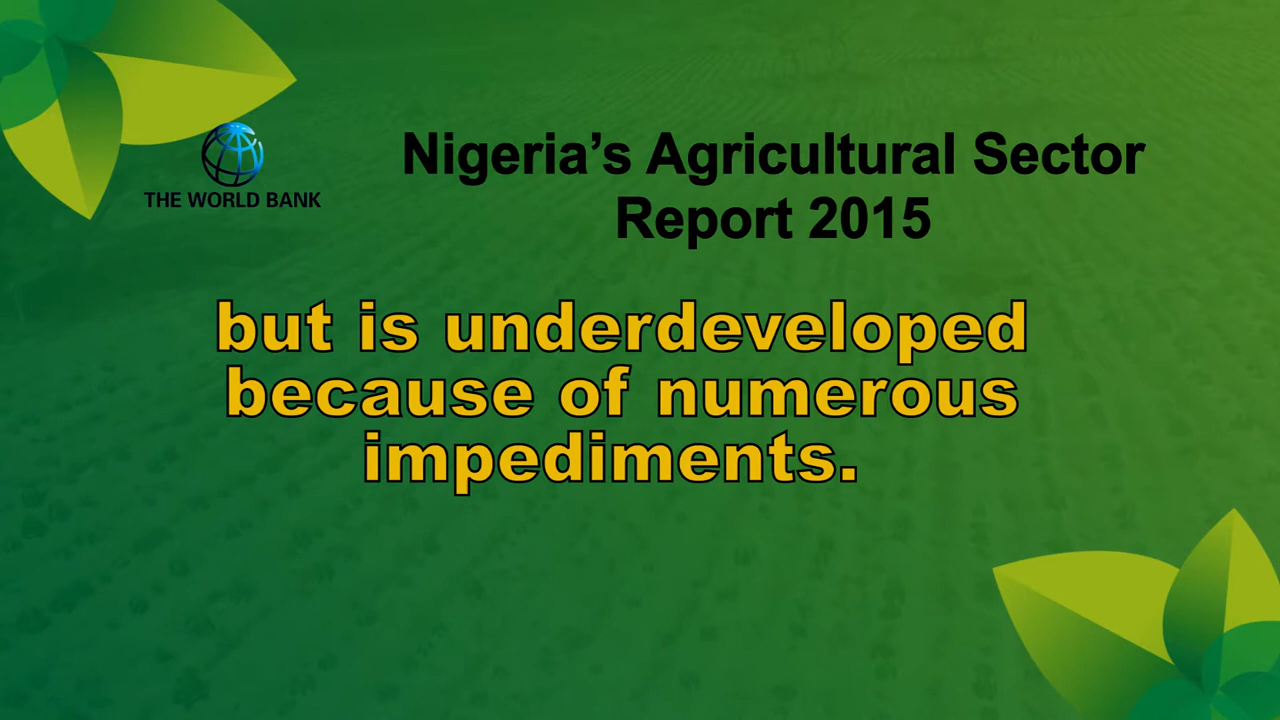 THE WORLD BANK
Nigeria’s Agricultural Sector
Report 2015
but is underdeveloped
because of numerous
impediments.